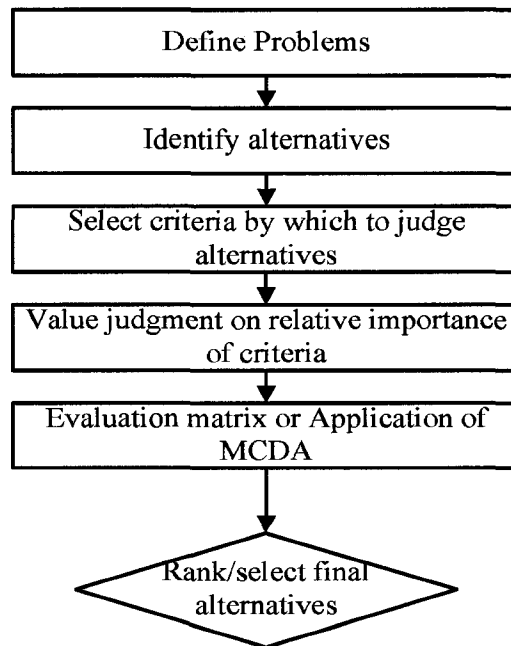 Define Problems
Identify alternatives
Select criteria by which to judge
alternatives
Value judgment on relative importance
of criteria
Evaluation matrix or Application of
MCDA
Rank/select final
alternatives